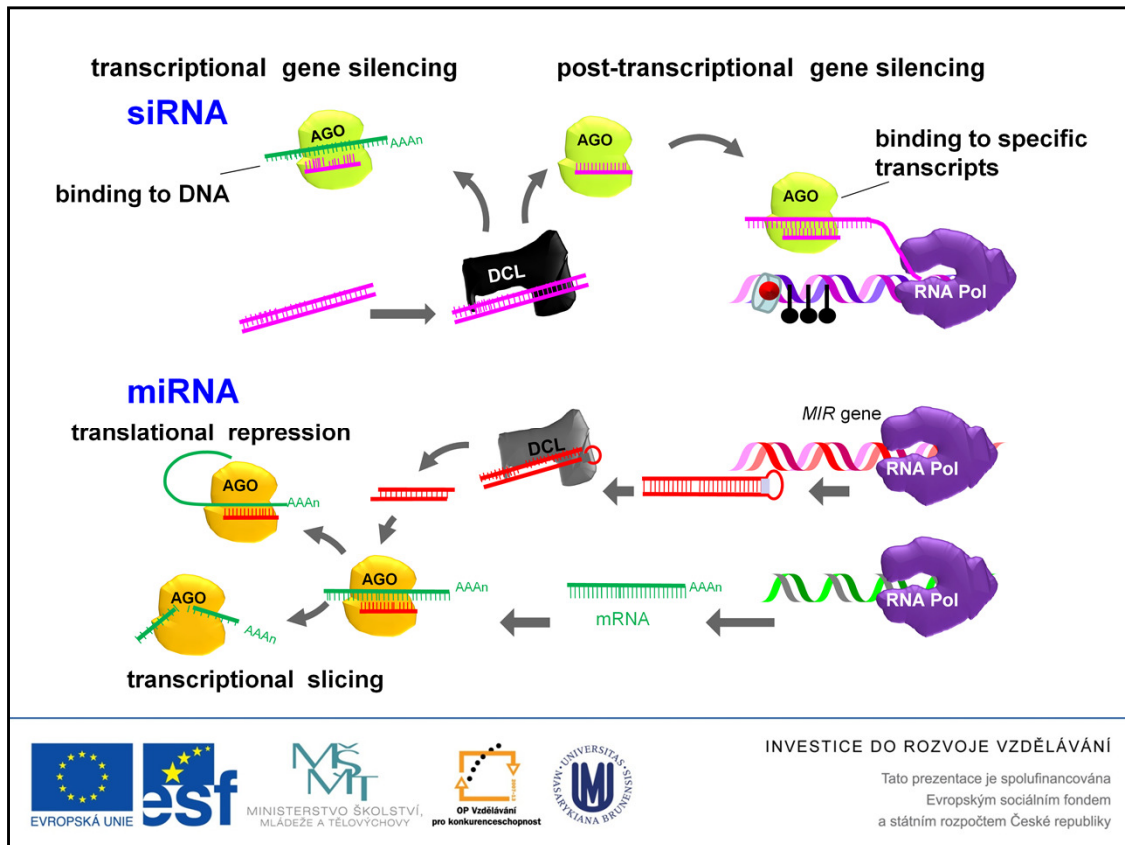 transcriptional gene silencing
post-transcriptional gene silencing
siRNA
AGO
AAAn
binding to DNA
AGO
binding to specific
transcripts
AGO
DCL
RNA Pol
miRNA
translational repression
MIR gene
DCL
RNA Pol
AGO
AAAn
AGO
AAAn
AAAn
mRNA
RNA Pol
AGO
AAAn
transcriptional slicing
EVROPSKÁ UNIE
esf
MŠMT
MINISTERSTVO ŠKOLSTVÍ,
MLÁDEŽE A TĚLOVÝCHOVY
2007-13
OP Vzdělávání
pro konkurenceschopnost
UNIVERSITAS
MASARYKIANA BRUNENSIS
INVESTICE DO ROZVOJE VZDĚLÁVÁNÍ
Tato prezentace je spolufinancována
Evropským sociálním fondem
a státním rozpočtem České republiky